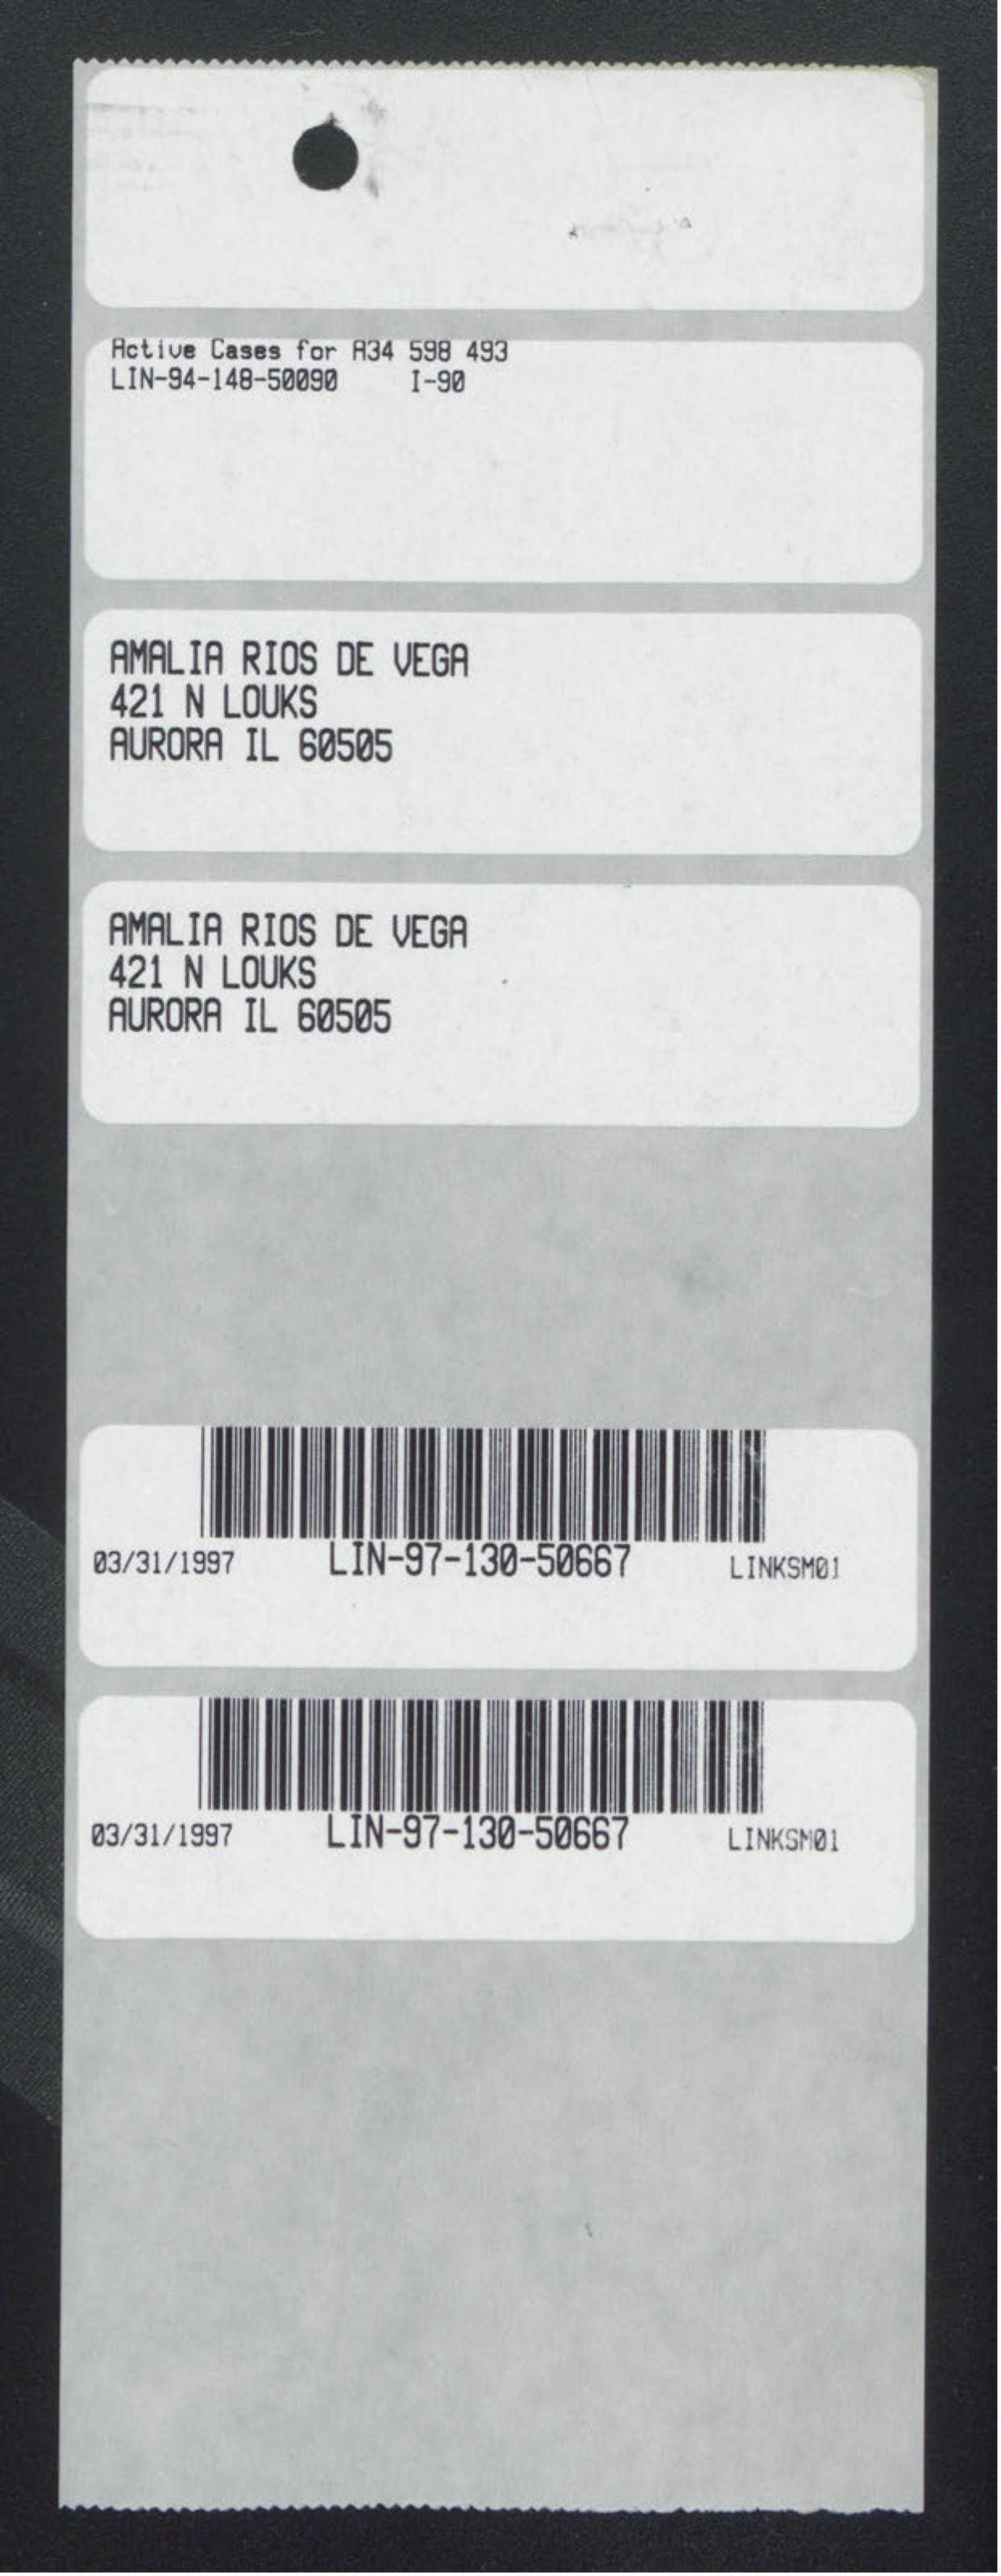 Active Cases for A34 598 493
LIN-94-148-50090 I-90
AMALIA RIOS DE VEGA
421 N LOUKS
AURORA IL 60505
AMALIA RIOS DE VEGA
421 N LOUKS
AURORA IL 60505
03/31/1997 LIN-97-130-50667 LINKSM01
03/31/1997 LIN-97-130-50667 LINKSM01